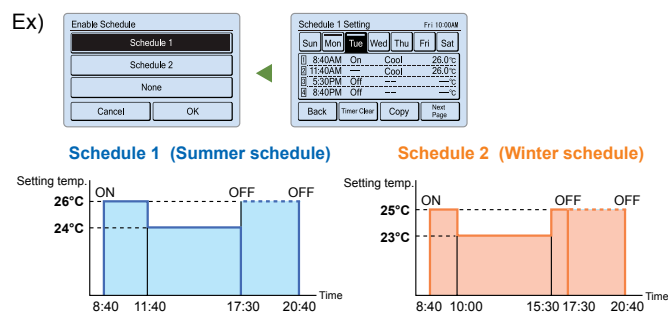 Ex)
Enable Schedule
Schedule 1
Schedule 2
None
Cancel OK
Schedule 1 Setting Fri 10:00AM
Sun Mon Tue Wed Thu Fri Sat
1 8:40AM On Cool 26.0°C
2 11:40AM -- Cool 26.0°C
3 5:30PM Off -- --°C
4 8:40PM Off -- --°C
Back Timer Clear Copy Next Page
Schedule 1 (Summer schedule)
Setting temp.
ON OFF OFF
26°C
24°C
8:40 11:40 17:30 20:40
Time
Schedule 2 (Winter schedule)
Setting temp.
ON OFF OFF
25°C
23°C
8:40 10:00 15:30 17:30 20:40
Time